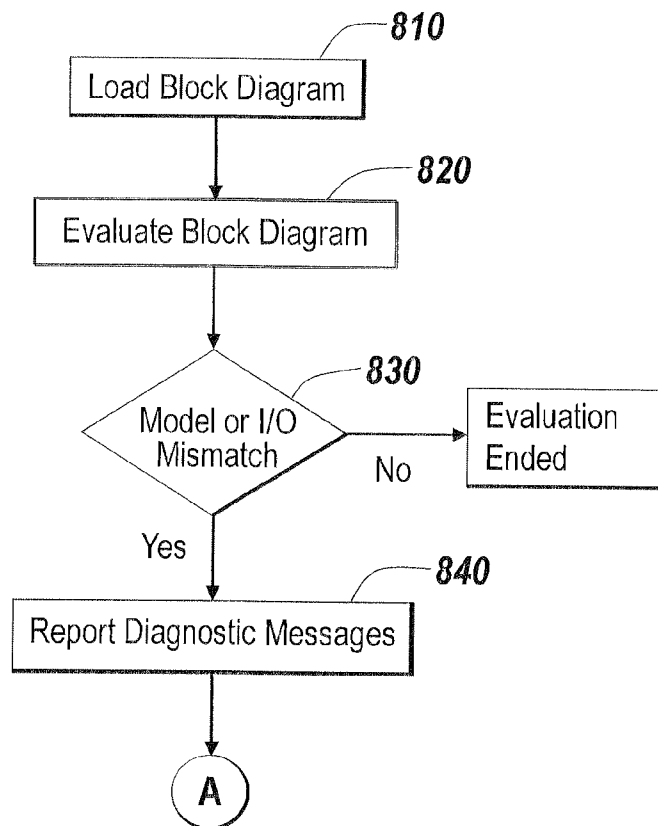 810
Load Block Diagram
820
Evaluate Block Diagram
830
Model or I/O
Mismatch
Evaluation
Ended
No
Yes
840
Report Diagnostic Messages
A